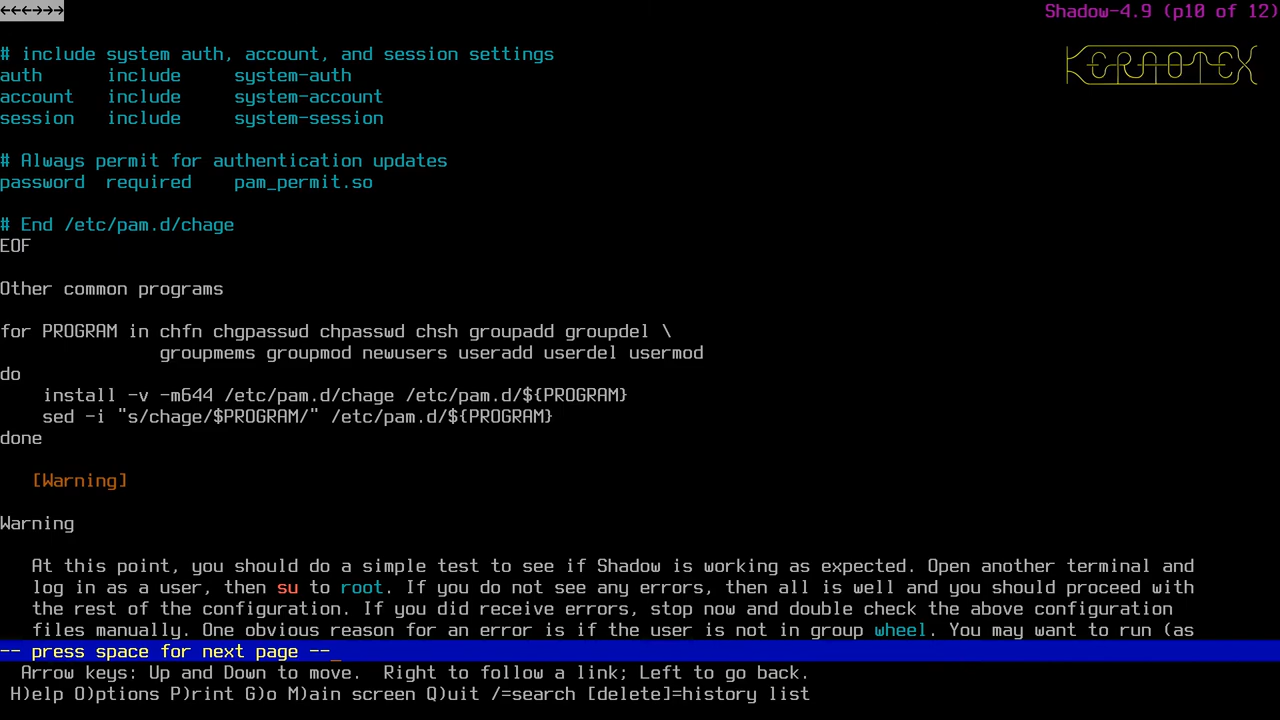 ←←←→→→
Shadow-4.9 (p10 of 12)
KERNOTEX
# include system auth, account, and session settings
auth      include     system-auth
account   include     system-account
session   include     system-session
# Always permit for authentication updates
password  required    pam_permit.so
# End /etc/pam.d/chage
EOF
Other common programs
for PROGRAM in chfn chgpasswd chpasswd chsh groupadd groupdel \
               groupmems groupmod newusers useradd userdel usermod
do
    install -v -m644 /etc/pam.d/chage /etc/pam.d/${PROGRAM}
    sed -i "s/chage/$PROGRAM/" /etc/pam.d/${PROGRAM}
done
[Warning]
Warning
At this point, you should do a simple test to see if Shadow is working as expected. Open another terminal and
log in as a user, then su to root. If you do not see any errors, then all is well and you should proceed with
the rest of the configuration. If you did receive errors, stop now and double check the above configuration
files manually. One obvious reason for an error is if the user is not in group wheel. You may want to run (as
-- press space for next page --
Arrow keys: Up and Down to move.  Right to follow a link; Left to go back.
H)elp O)ptions P)rint G)o M)ain screen Q)uit /=search [delete]=history list